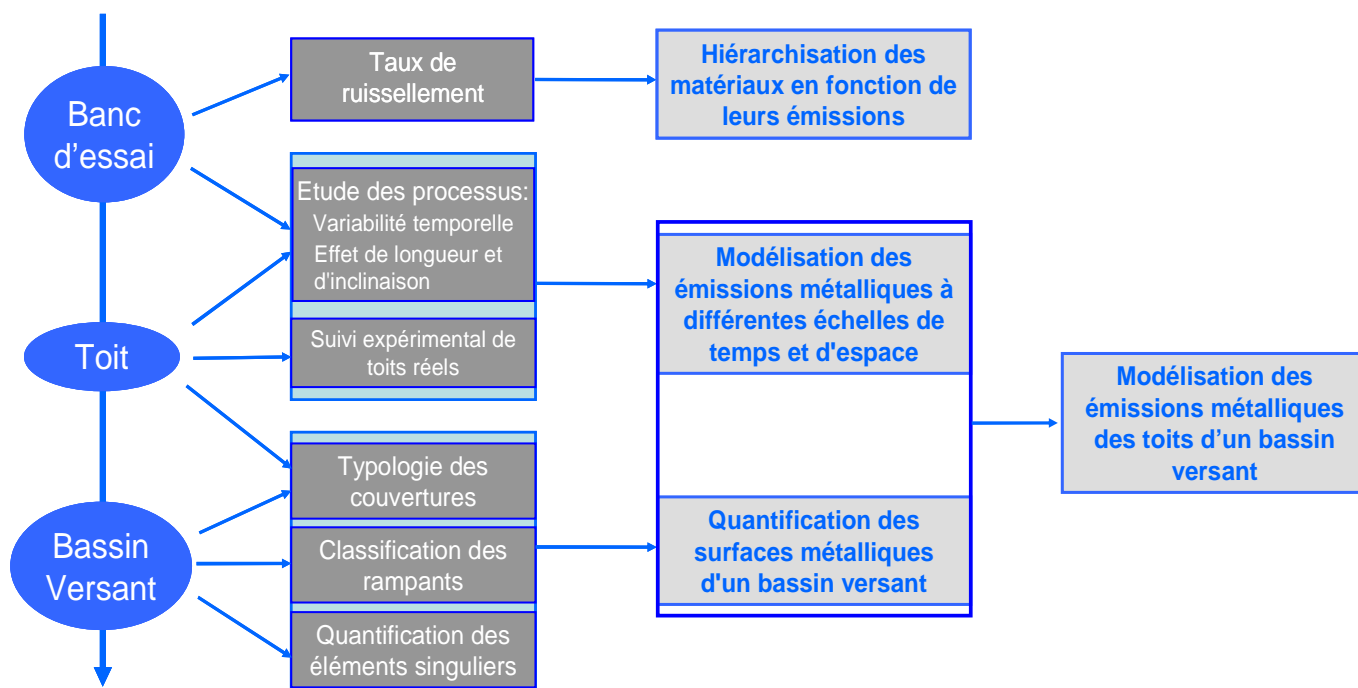 Banc
d'essai
Toit
Bassin
Versant
Taux de
ruissellement
Etude des processus:
Variabilité temporelle
Effet de longueur et
d'inclinaison
Suivi expérimental de
toits réels
Typologie des
couvertures
Classification des
rampants
Quantification des
éléments singuliers
Hiérarchisation des
matériaux en fonction de
leurs émissions
Modélisation des
émissions métalliques à
différentes échelles de
temps et d'espace
Quantification des
surfaces métalliques
d'un bassin versant
Modélisation des
émissions métalliques
des toits d’un bassin
versant